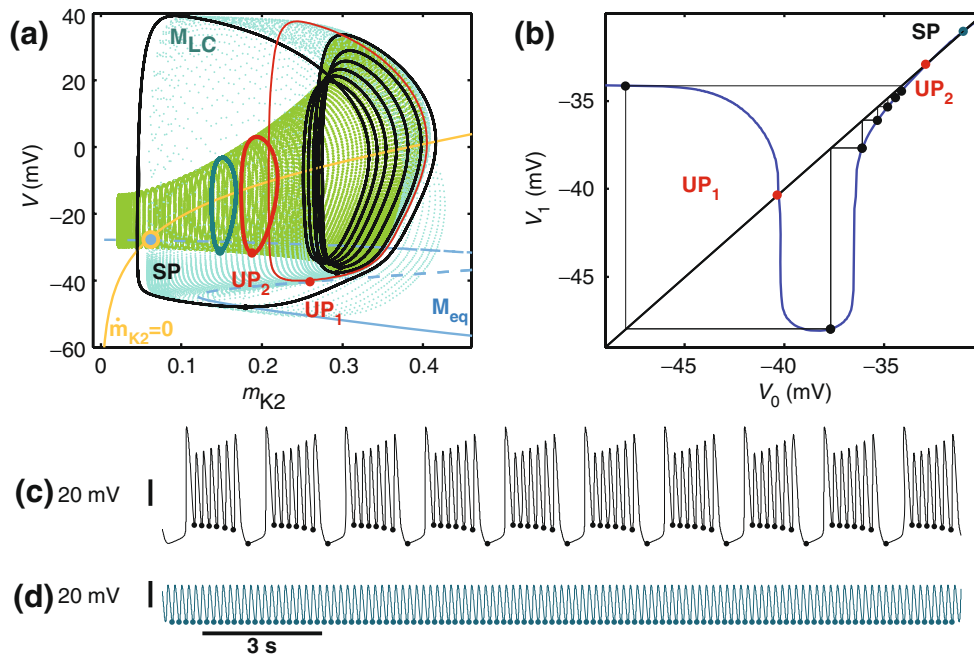 (a)
40
20
0
−20
−40
−60
V (mV)
M_LC
SP
UP_2
UP_1
M_eq
ṁ_K2=0
0
0.1
0.2
0.3
0.4
m_K2
(b)
−35
−40
−45
V_1 (mV)
SP
UP_2
UP_1
−45
−40
−35
V_0 (mV)
(c) 20 mV
(d) 20 mV
3 s